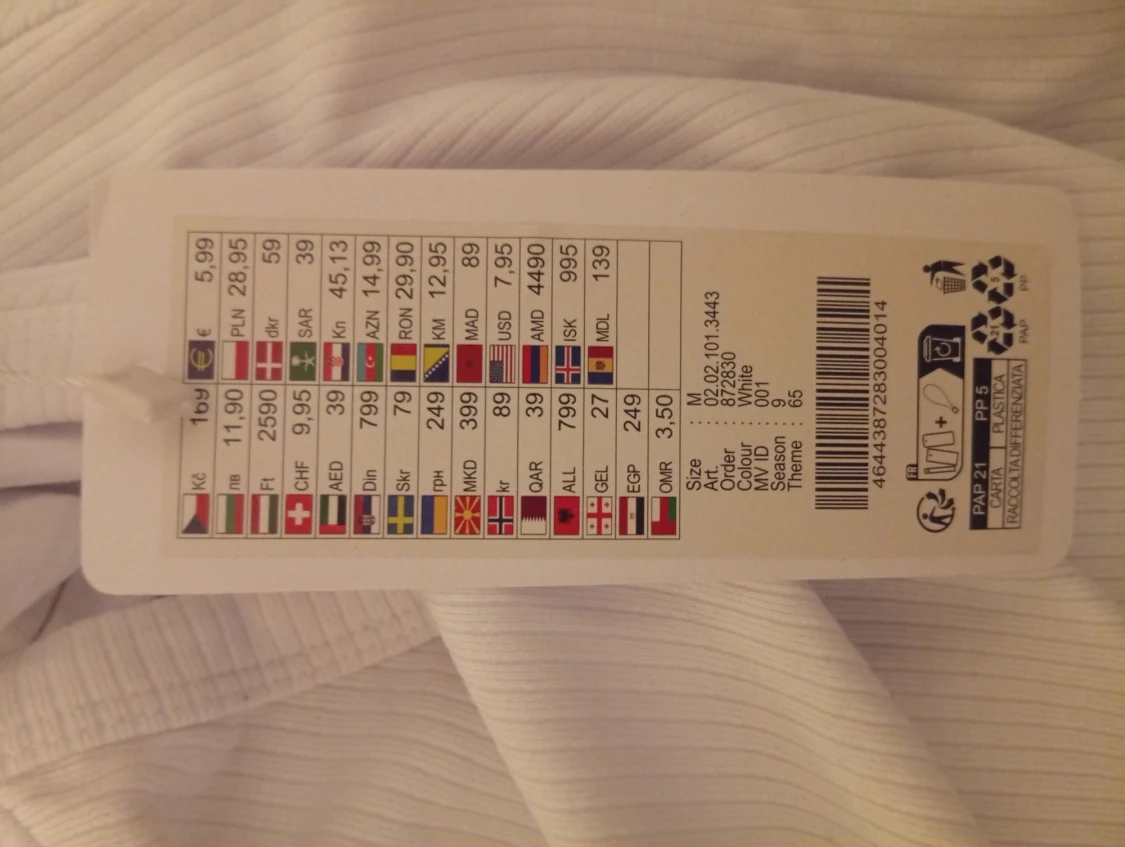 Kč 169 € 5,99
лв 11,90 PLN 28,95
Ft 2590 dkr 59
CHF 9,95 SAR 39
AED 39 Kn 45,13
Din 799 AZN 14,99
Skr 79 RON 29,90
грн 249 KM 12,95
MKD 399 MAD 89
kr 89 USD 7,95
QAR 39 AMD 4490
ALL 799 ISK 995
GEL 27 MDL 139
EGP 249
OMR 3,50
Size : M
Art. : 02.02.101.3443
Order : 872830
Colour : White
MV ID : 001
Season : 9
Theme : 65
4644387283004014
FR
+
PAP 21 PP 5
CARTA PLASTICA
RACCOLTA DIFFERENZIATA
21 5
PAP PP